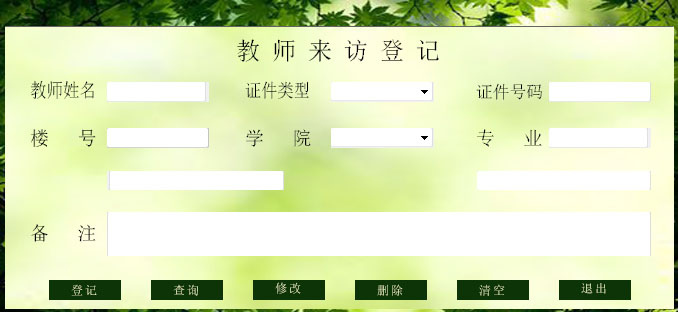 教师来访登记
教师姓名 证件类型 证件号码
楼号 学院 专业
备注
登记 查询 修改 删除 清空 退出